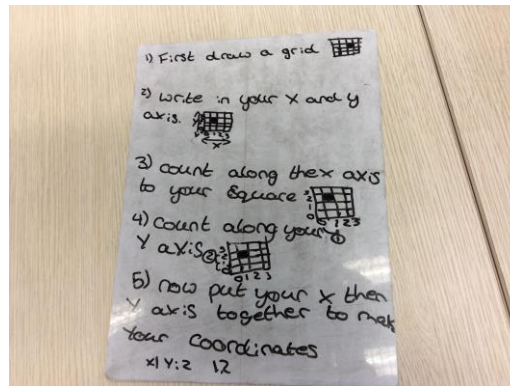 1) First draw a grid
2) write in your x and y
axis.
3) count along the x axis
to your square
4) Count along your
Y axis
5) now put your x then
Y axis together to mak
Your coordinates
x1 Y:2 12